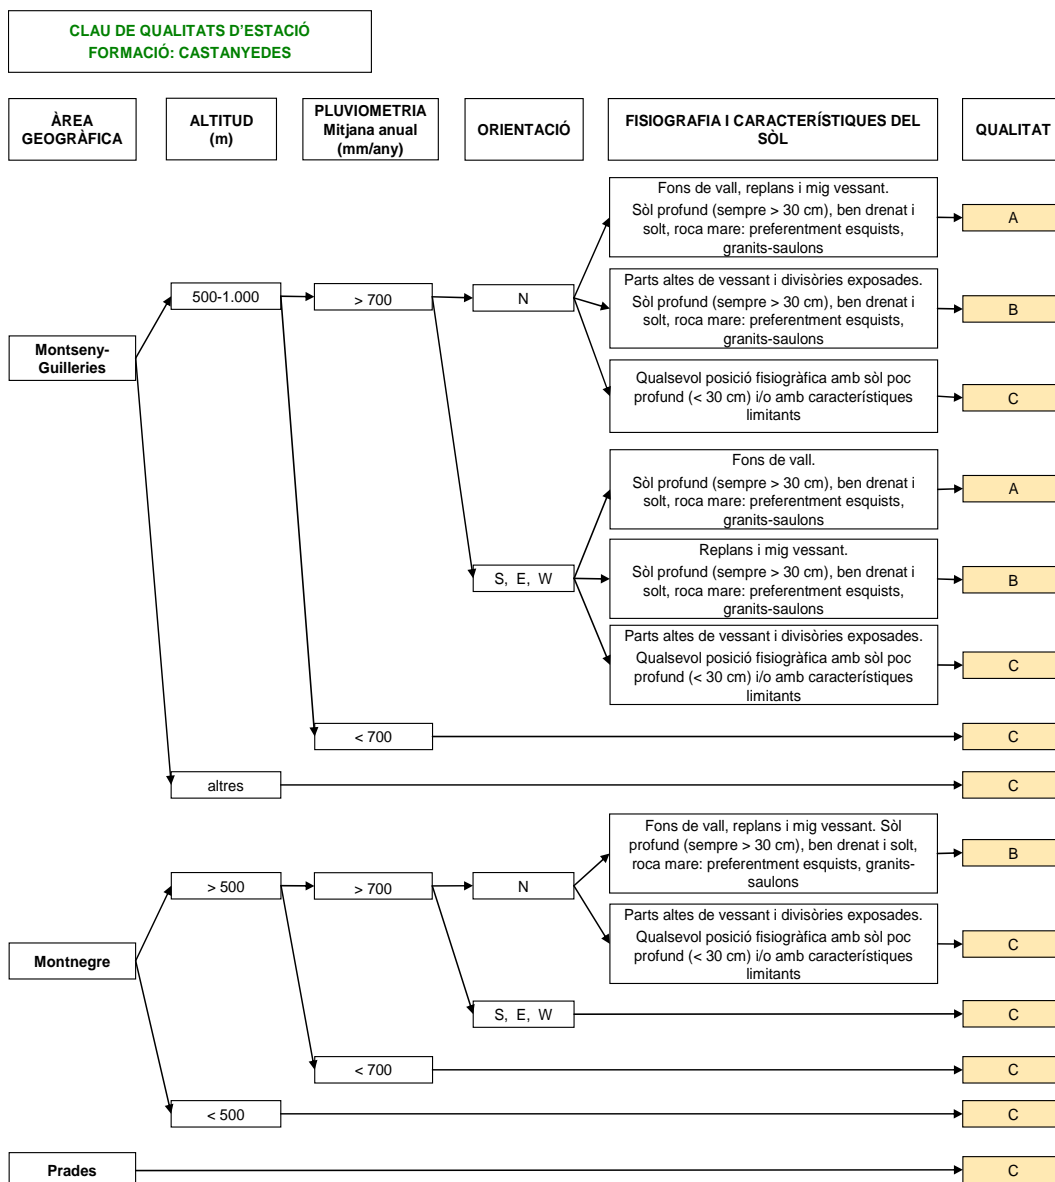 CLAU DE QUALITATS D'ESTACIÓ
FORMACIÓ: CASTANYEDES
ÀREA
GEOGRÀFICA
ALTITUD
(m)
PLUVIOMETRIA
Mitjana anual
(mm/any)
ORIENTACIÓ
FISIOGRAFIA I CARACTERÍSTIQUES DEL
SÒL
QUALITAT
Montseny-
Guilleries
500-1.000
> 700
N
Fons de vall, replans i mig vessant.
Sòl profund (sempre > 30 cm), ben drenat i
solt, roca mare: preferentment esquists,
granits-saulons
A
Parts altes de vessant i divisòries exposades.
Sòl profund (sempre > 30 cm), ben drenat i
solt, roca mare: preferentment esquists,
granits-saulons
B
Qualsevol posició fisiogràfica amb sòl poc
profund (< 30 cm) i/o amb característiques
limitants
C
S, E, W
Fons de vall.
Sòl profund (sempre > 30 cm), ben drenat i
solt, roca mare: preferentment esquists,
granits-saulons
A
Replans i mig vessant.
Sòl profund (sempre > 30 cm), ben drenat i
solt, roca mare: preferentment esquists,
granits-saulons
B
Parts altes de vessant i divisòries exposades.
Qualsevol posició fisiogràfica amb sòl poc
profund (< 30 cm) i/o amb característiques
limitants
C
< 700
C
altres
C
Montnegre
> 500
> 700
N
Fons de vall, replans i mig vessant. Sòl
profund (sempre > 30 cm), ben drenat i solt,
roca mare: preferentment esquists, granits-
saulons
B
Parts altes de vessant i divisòries exposades.
Qualsevol posició fisiogràfica amb sòl poc
profund (< 30 cm) i/o amb característiques
limitants
C
S, E, W
C
< 700
C
< 500
C
Prades
C